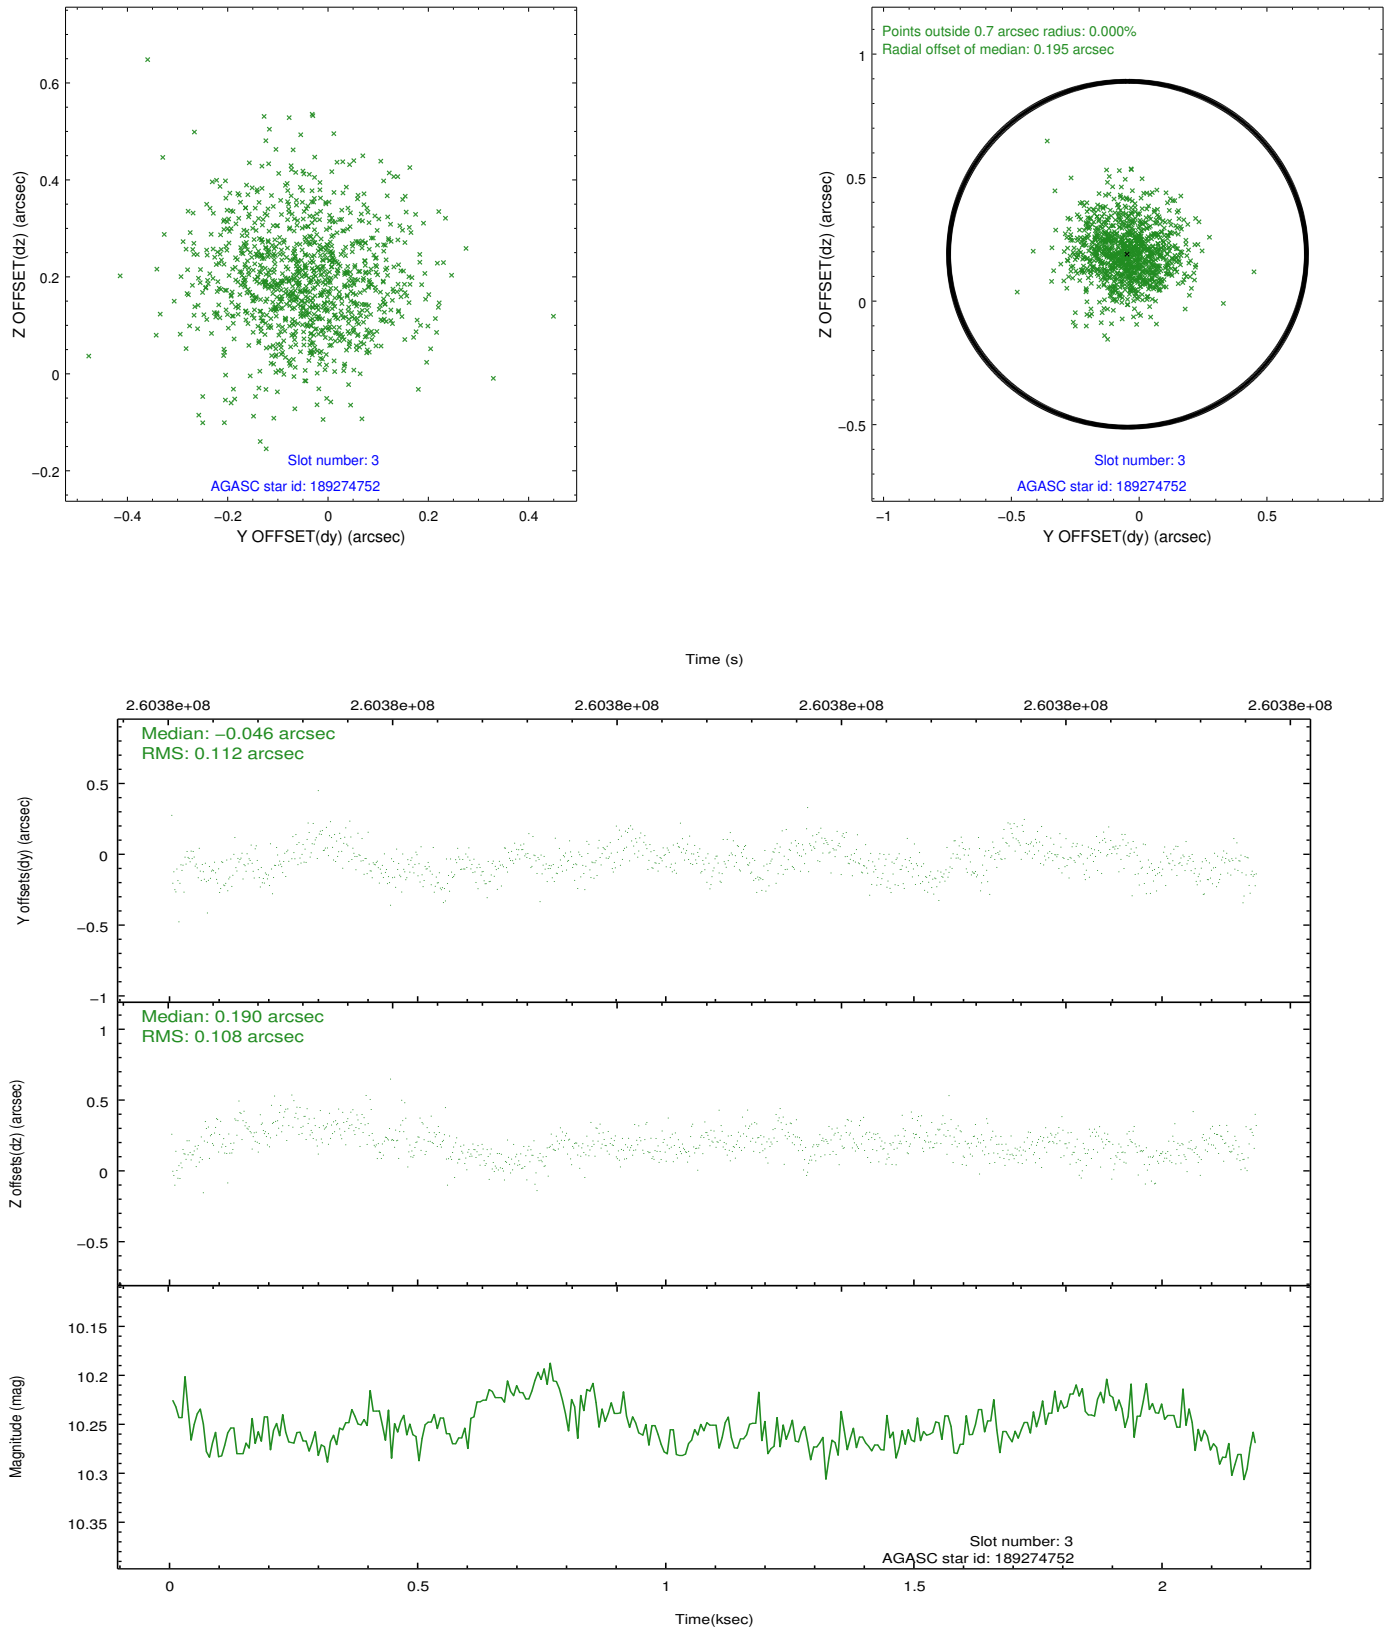 0.6
0.4
0.2
0
−0.2
Z OFFSET(dz) (arcsec)
Slot number: 3
AGASC star id: 189274752
−0.4 −0.2 0 0.2 0.4
Y OFFSET(dy) (arcsec)
Points outside 0.7 arcsec radius: 0.000%
Radial offset of median: 0.195 arcsec
1
0.5
0
−0.5
Z OFFSET(dz) (arcsec)
Slot number: 3
AGASC star id: 189274752
−1 −0.5 0 0.5
Y OFFSET(dy) (arcsec)
Time (s)
2.6038e+08 2.6038e+08 2.6038e+08 2.6038e+08 2.6038e+08 2.6038e+08
Median: −0.046 arcsec
RMS: 0.112 arcsec
0.5
0
−0.5
−1
Y offsets(dy) (arcsec)
Median: 0.190 arcsec
RMS: 0.108 arcsec
1
0.5
0
−0.5
Z offsets(dz) (arcsec)
10.15
10.2
10.25
10.3
10.35
Magnitude (mag)
Slot number: 3
AGASC star id: 189274752
0 0.5 1 1.5 2
Time(ksec)